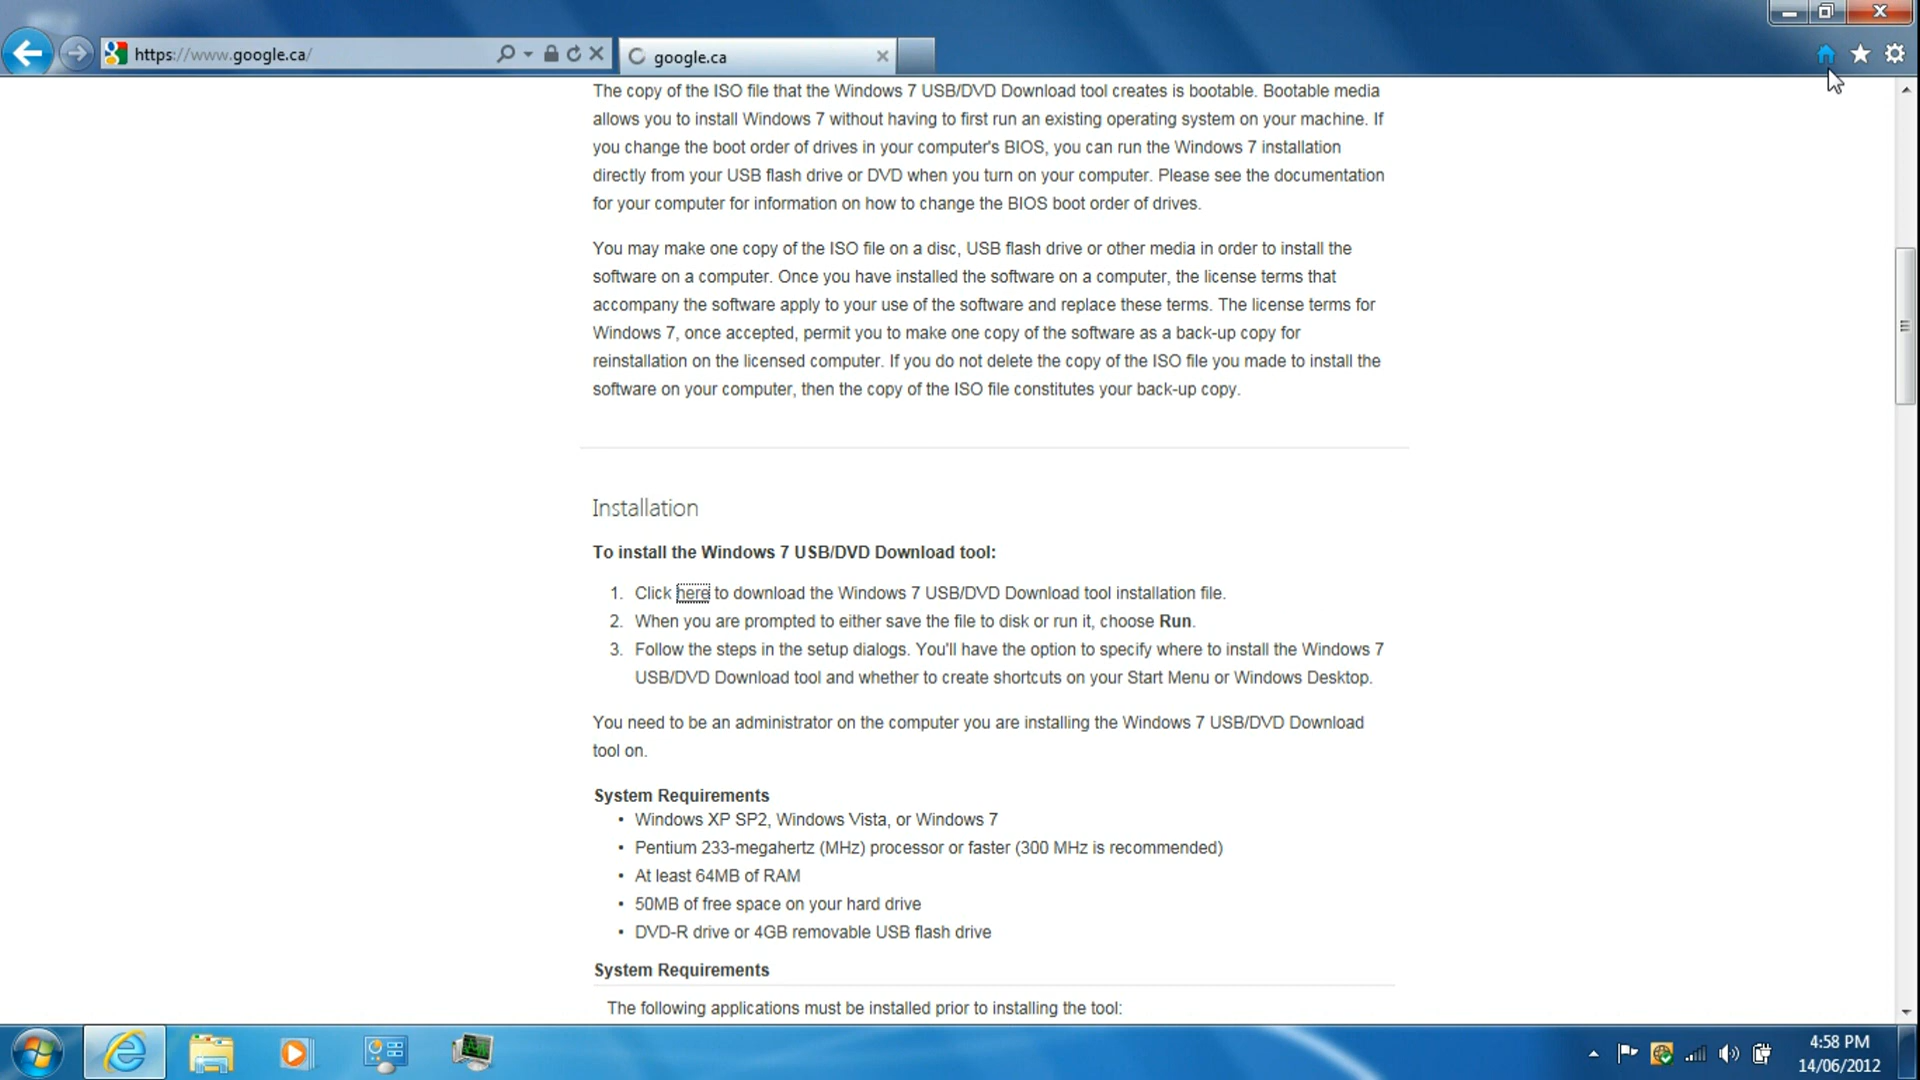 https://www.google.ca/
google.ca
The copy of the ISO file that the Windows 7 USB/DVD Download tool creates is bootable. Bootable media
allows you to install Windows 7 without having to first run an existing operating system on your machine. If
you change the boot order of drives in your computer's BIOS, you can run the Windows 7 installation
directly from your USB flash drive or DVD when you turn on your computer. Please see the documentation
for your computer for information on how to change the BIOS boot order of drives.
You may make one copy of the ISO file on a disc, USB flash drive or other media in order to install the
software on a computer. Once you have installed the software on a computer, the license terms that
accompany the software apply to your use of the software and replace these terms. The license terms for
Windows 7, once accepted, permit you to make one copy of the software as a back-up copy for
reinstallation on the licensed computer. If you do not delete the copy of the ISO file you made to install the
software on your computer, then the copy of the ISO file constitutes your back-up copy.
Installation
To install the Windows 7 USB/DVD Download tool:
1. Click here to download the Windows 7 USB/DVD Download tool installation file.
2. When you are prompted to either save the file to disk or run it, choose Run.
3. Follow the steps in the setup dialogs. You'll have the option to specify where to install the Windows 7
USB/DVD Download tool and whether to create shortcuts on your Start Menu or Windows Desktop.
You need to be an administrator on the computer you are installing the Windows 7 USB/DVD Download
tool on.
System Requirements
• Windows XP SP2, Windows Vista, or Windows 7
• Pentium 233-megahertz (MHz) processor or faster (300 MHz is recommended)
• At least 64MB of RAM
• 50MB of free space on your hard drive
• DVD-R drive or 4GB removable USB flash drive
System Requirements
The following applications must be installed prior to installing the tool:
4:58 PM
14/06/2012